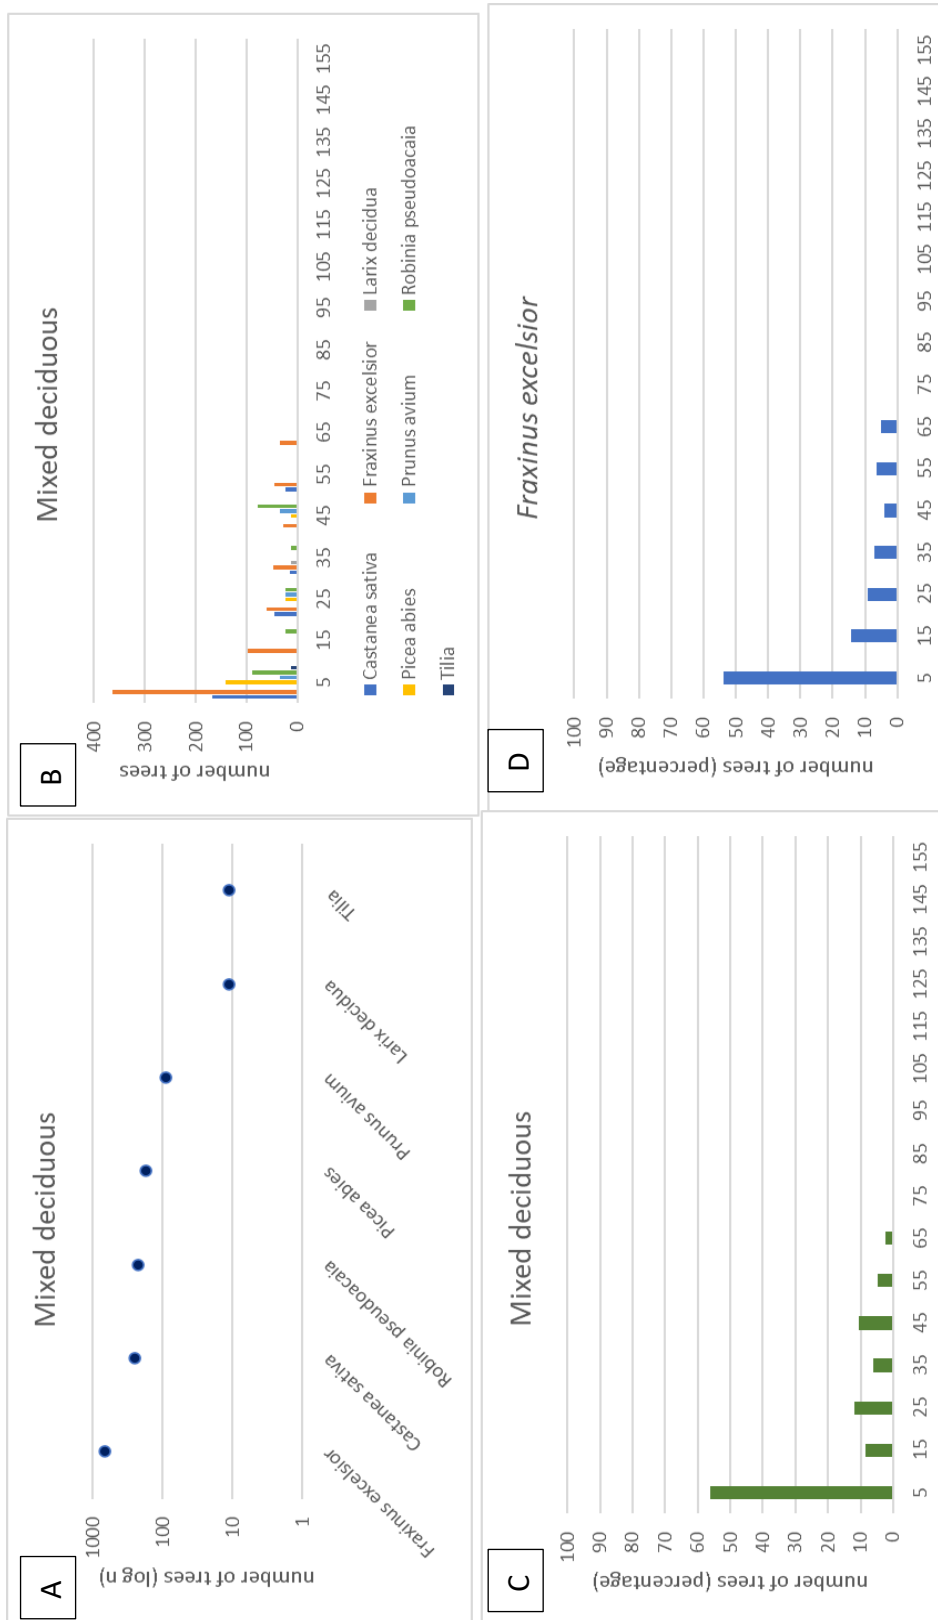 A
Mixed deciduous
number of trees (log n)
1000
100
10
1
Fraxinus excelsior
Castanea sativa
Robinia pseudoacaia
Picea abies
Prunus avium
Larix decidua
Tilia
B
Mixed deciduous
number of trees
400
300
200
100
0
5 15 25 35 45 55 65 75 85 95 105 115 125 135 145 155
Castanea sativa Fraxinus excelsior Larix decidua
Picea abies Prunus avium Robinia pseudoacaia
Tilia
C
Mixed deciduous
number of trees (percentage)
100
90
80
70
60
50
40
30
20
10
0
5 15 25 35 45 55 65 75 85 95 105 115 125 135 145 155
D
Fraxinus excelsior
number of trees (percentage)
100
90
80
70
60
50
40
30
20
10
0
5 15 25 35 45 55 65 75 85 95 105 115 125 135 145 155